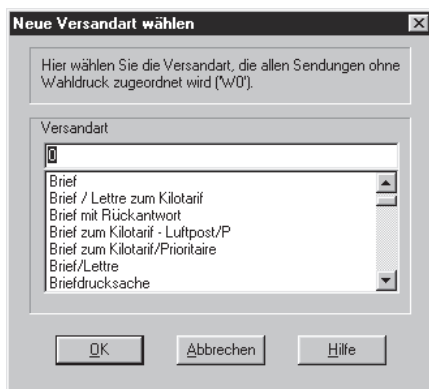 Neue Versandart wählen
Hier wählen Sie die Versandart, die allen Sendungen ohne
Wahldruck zugeordnet wird ('W0').
Versandart
0
Brief
Brief / Lettre zum Kilotarif
Brief mit Rückantwort
Brief zum Kilotarif - Luftpost/P
Brief zum Kilotarif/Prioritaire
Brief/Lettre
Briefdrucksache
OK
Abbrechen
Hilfe